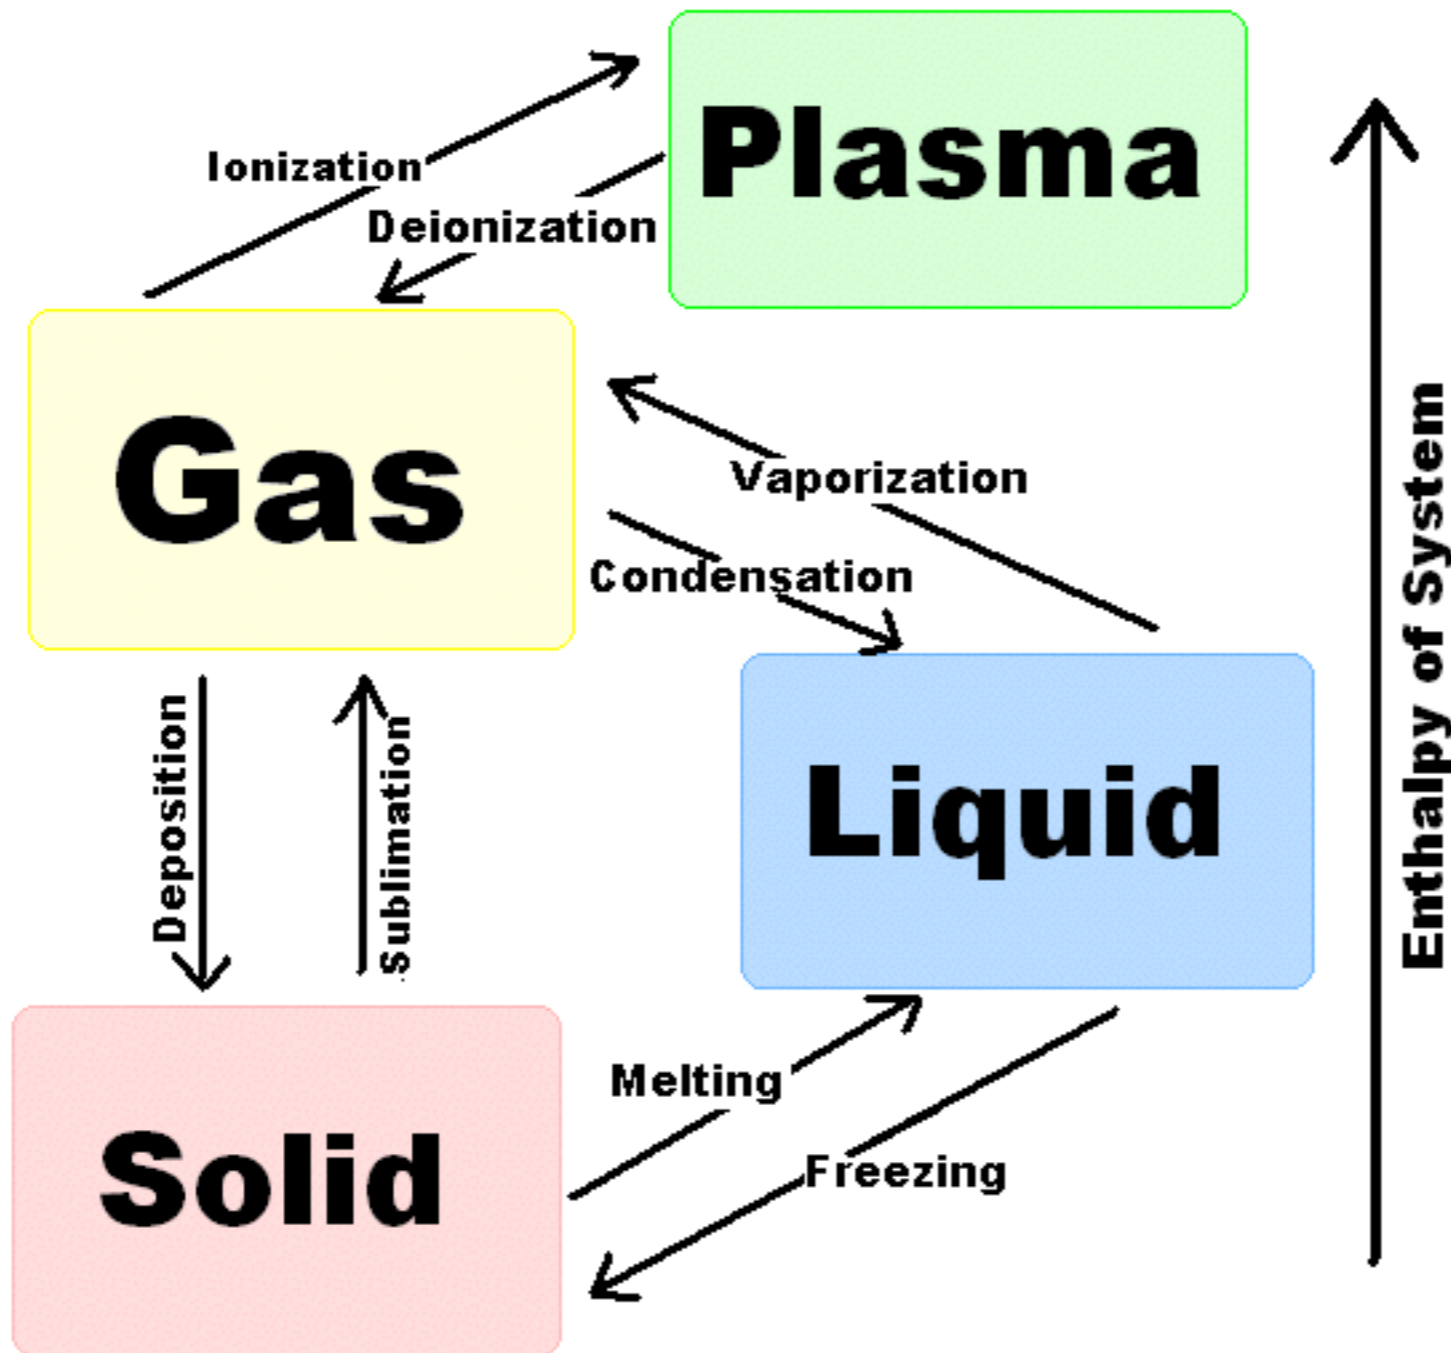 Plasma
Ionization
Deionization
Gas
Vaporization
Condensation
Enthalpy of System
Deposition
Sublimation
Liquid
Melting
Freezing
Solid